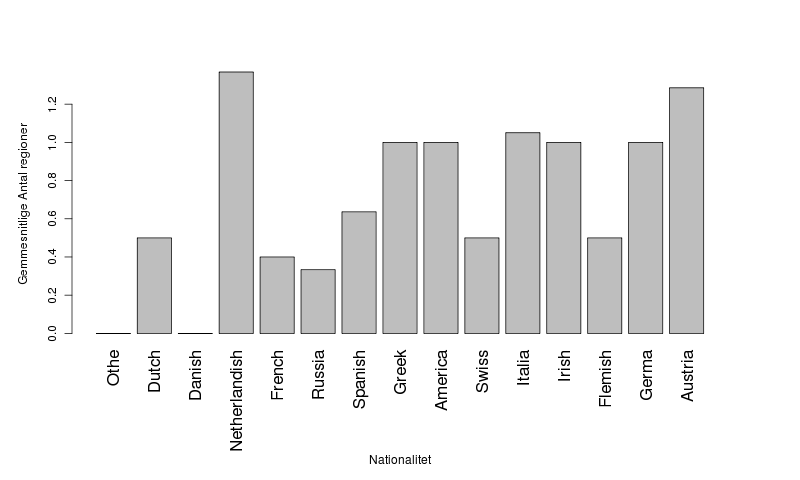 Gemmesnitlige Antal regioner
0.0 0.2 0.4 0.6 0.8 1.0 1.2
Othe
Dutch
Danish
Netherlandish
French
Russia
Spanish
Greek
America
Swiss
Italia
Irish
Flemish
Germa
Austria
Nationalitet